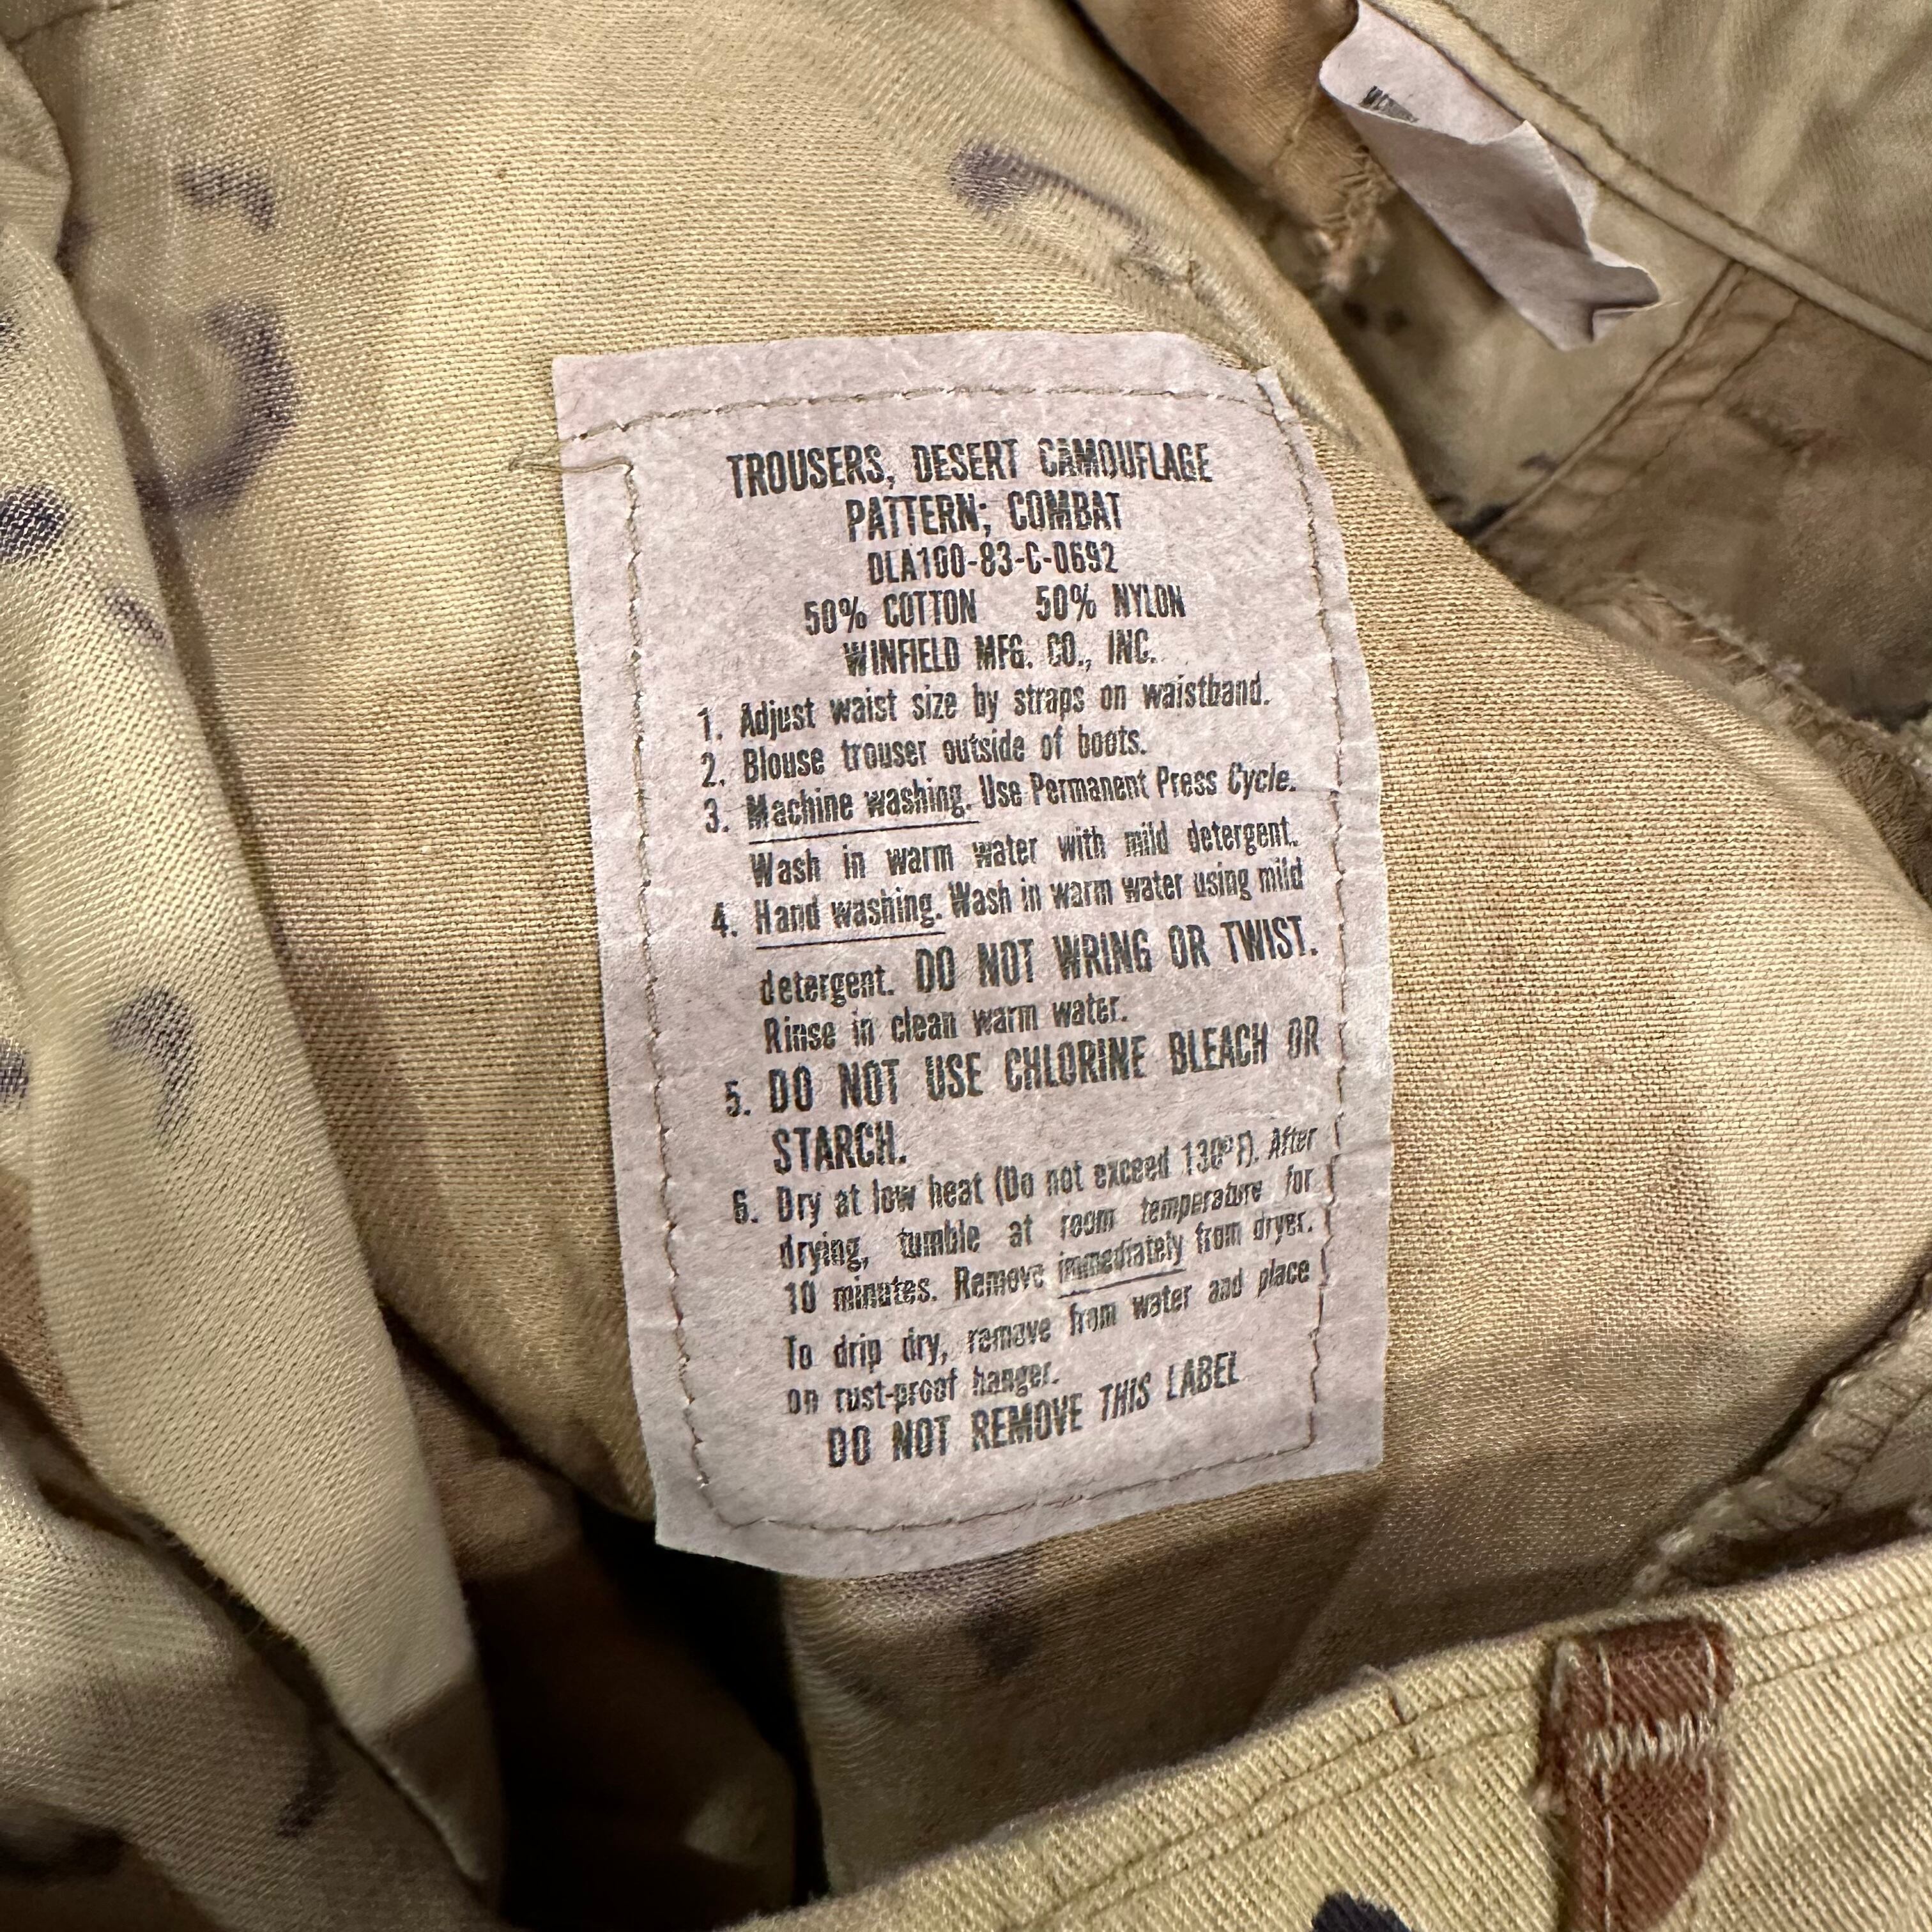 TROUSERS, DESERT CAMOUFLAGE
PATTERN; COMBAT
DLA100-83-C-0692
50% COTTON 50% NYLON
WINFIELD MFG. CO., INC.
1. Adjust waist size by straps on waistband.
2. Blouse trouser outside of boots.
3. Machine washing. Use Permanent Press Cycle.
Wash in warm water with mild detergent.
4. Hand washing. Wash in warm water using mild
detergent. DO NOT WRING OR TWIST.
Rinse in clean warm water.
5. DO NOT USE CHLORINE BLEACH OR
STARCH.
6. Dry at low heat (Do not exceed 130°F). After
drying, tumble at room temperature for
10 minutes. Remove immediately from dryer.
To drip dry, remove from water and place
on rust-proof hanger.
DO NOT REMOVE THIS LABEL